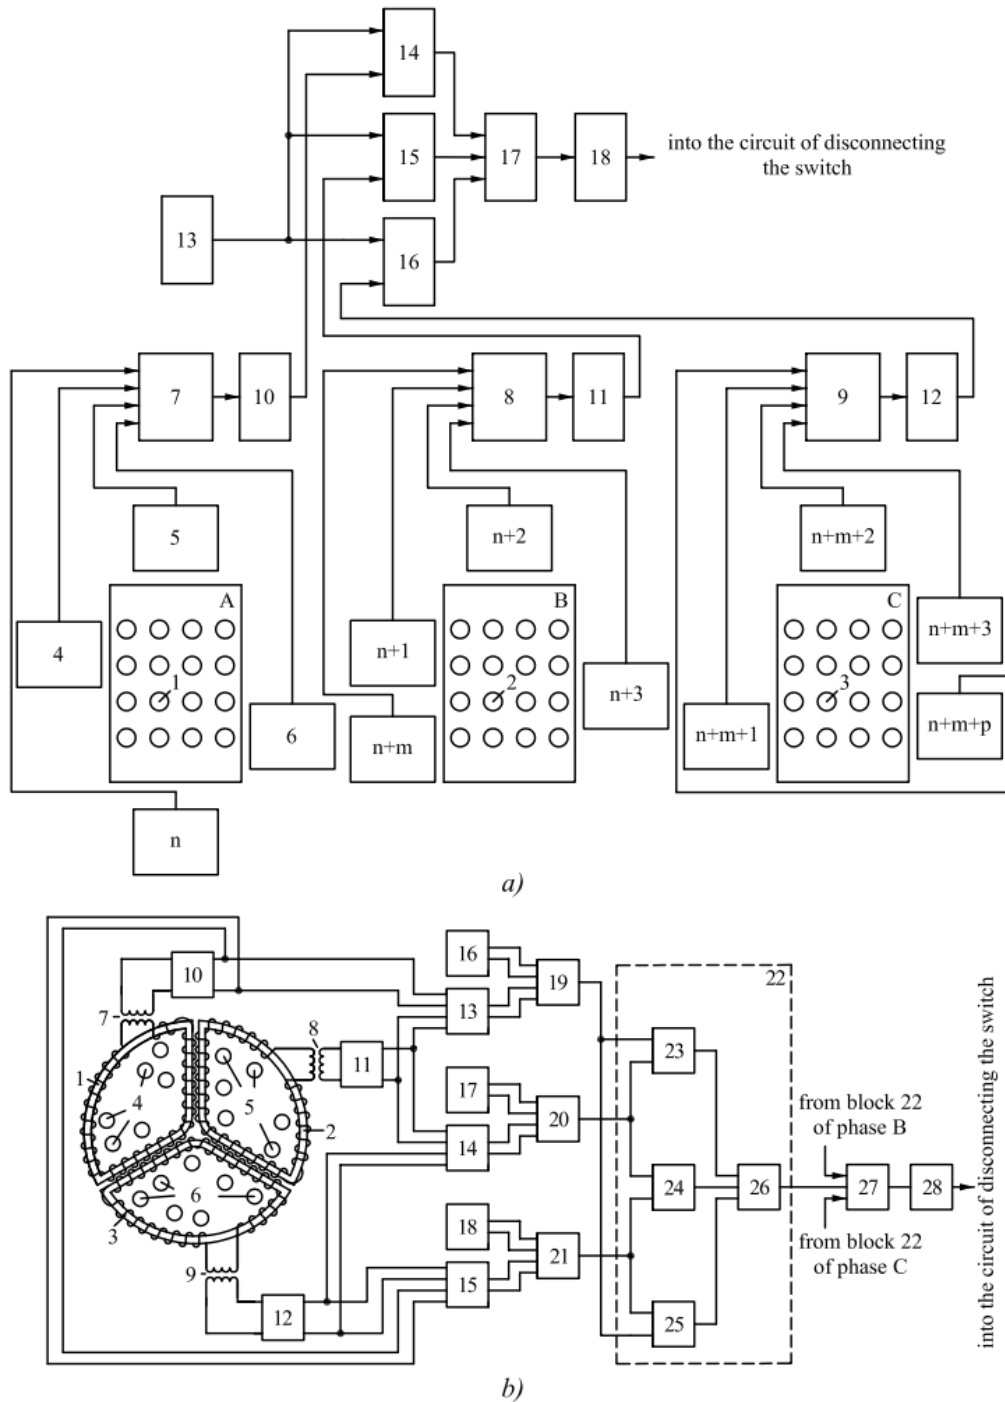 14
15
17
18
into the circuit of disconnecting
the switch
13
16
7
10
8
11
9
12
5
n+2
n+m+2
A
B
C
4
1
n+1
2
n+3
3
n+m+3
6
n+m
n+m+1
n+m+p
n
a)
16
10
19
22
13
7
8
11
23
1
4
5
2
17
20
14
from block 22
of phase B
6
24
26
27
28
3
18
21
from block 22
of phase C
9
15
12
25
into the circuit of disconnecting the switch
b)